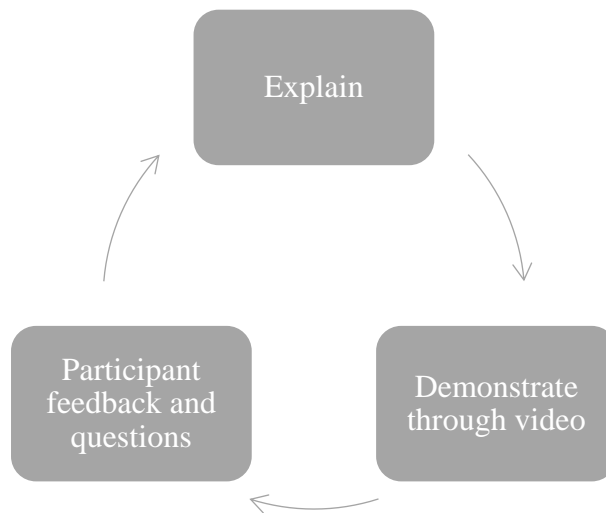 Explain
Demonstrate
through video
Participant
feedback and
questions